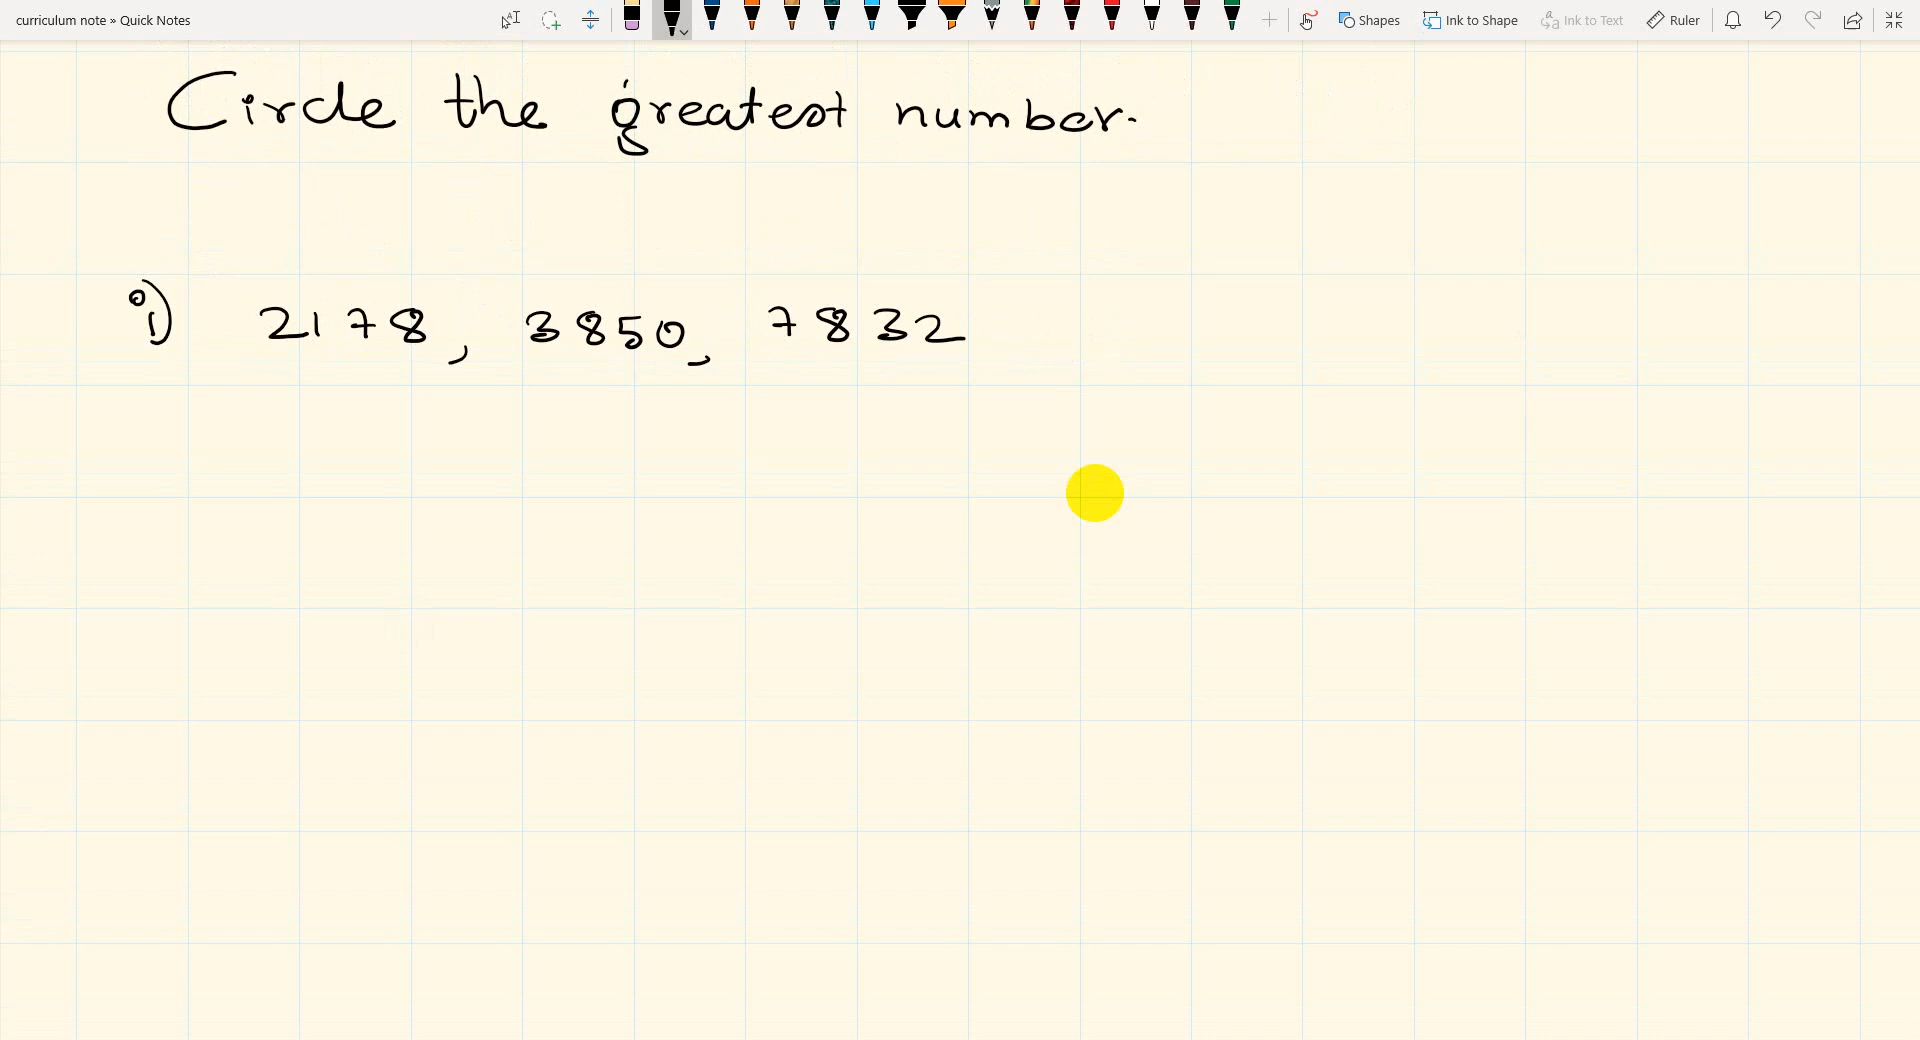 curriculum note » Quick Notes
Shapes
Ink to Shape
Ink to Text
Ruler
Circle the greatest number.
i) 2178, 3850, 7832